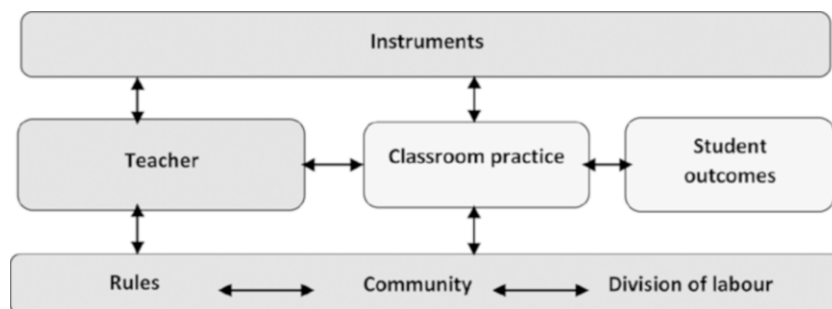 Instruments
Teacher
Classroom practice
Student
outcomes
Rules
Community
Division of labour